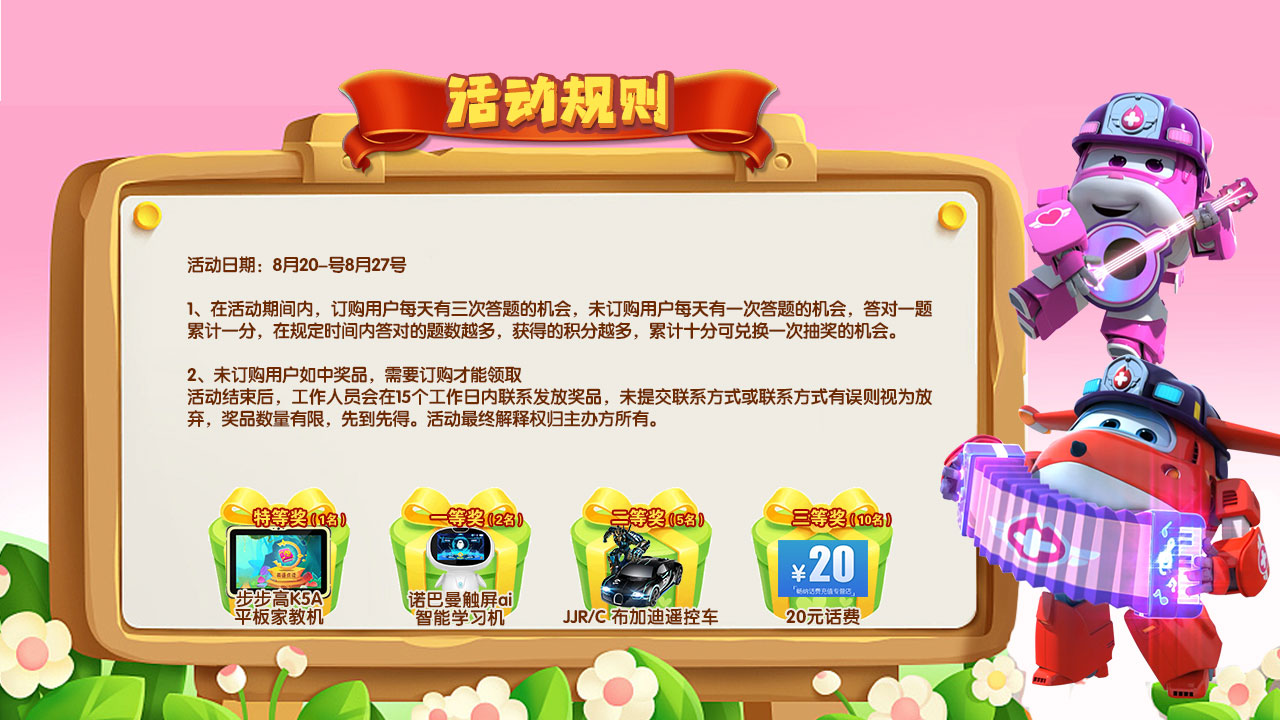 活动规则
活动日期：8月20-号8月27号
1、在活动期间内，订购用户每天有三次答题的机会，未订购用户每天有一次答题的机会，答对一题
累计一分，在规定时间内答对的题数越多，获得的积分越多，累计十分可兑换一次抽奖的机会。
2、未订购用户如中奖品，需要订购才能领取
活动结束后，工作人员会在15个工作日内联系发放奖品，未提交联系方式或联系方式有误则视为放
弃，奖品数量有限，先到先得。活动最终解释权归主办方所有。
特等奖（1名）
步步高K5A
平板家教机
一等奖（2名）
诺巴曼触屏ai
智能学习机
二等奖（5名）
JJR/C 布加迪遥控车
三等奖（10名）
¥20
20元话费